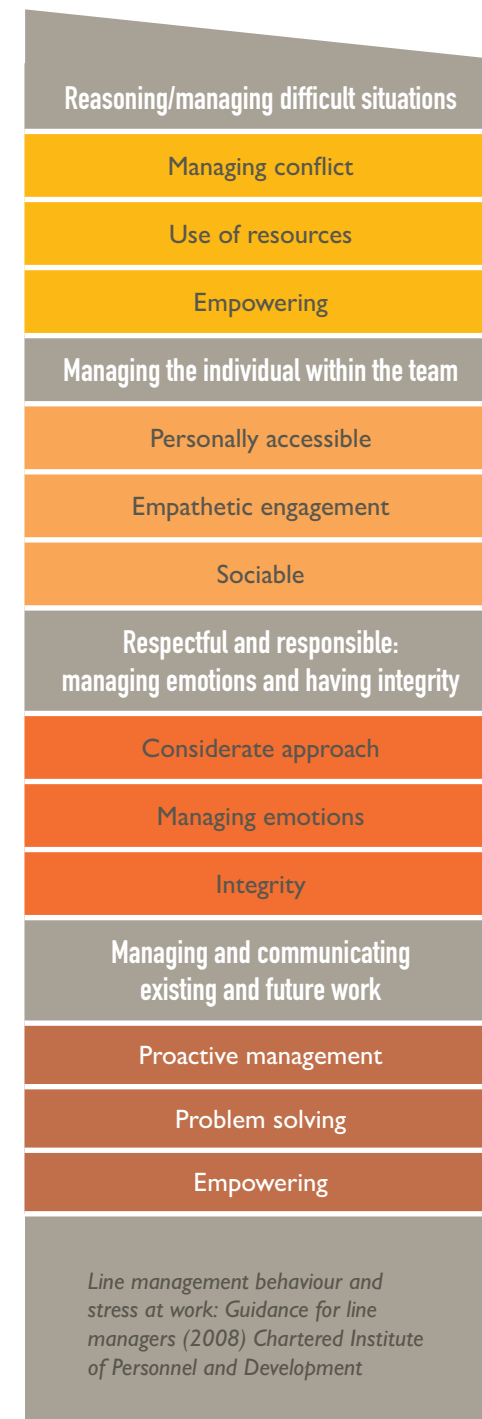 Reasoning/managing difficult situations
Managing conflict
Use of resources
Empowering
Managing the individual within the team
Personally accessible
Empathetic engagement
Sociable
Respectful and responsible:
managing emotions and having integrity
Considerate approach
Managing emotions
Integrity
Managing and communicating
existing and future work
Proactive management
Problem solving
Empowering
Line management behaviour and
stress at work: Guidance for line
managers (2008) Chartered Institute
of Personnel and Development